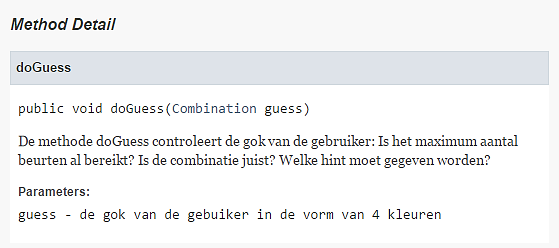 Method Detail
doGuess
public void doGuess(Combination guess)
De methode doGuess controleert de gok van de gebruiker: Is het maximum aantal
beurten al bereikt? Is de combinatie juist? Welke hint moet gegeven worden?
Parameters:
guess - de gok van de gebuiker in de vorm van 4 kleuren